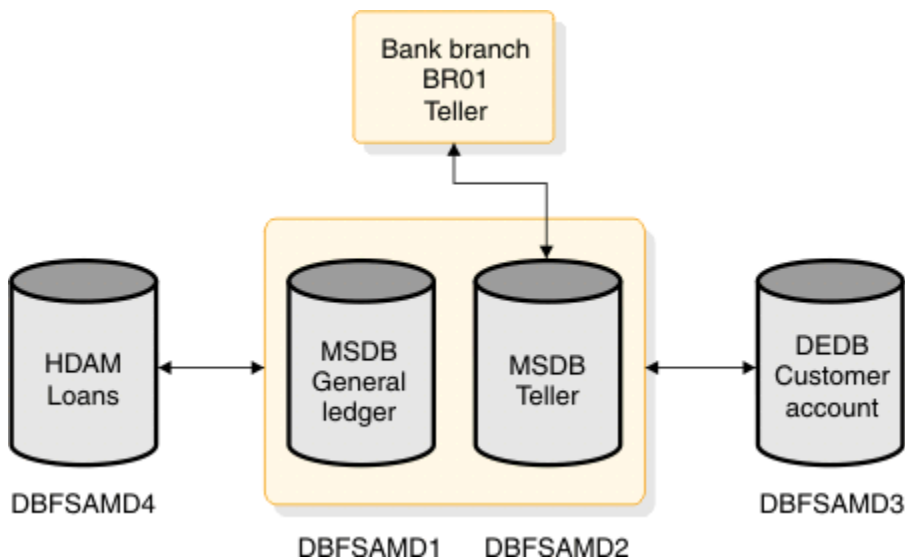 Bank branch
BR01
Teller
HDAM
Loans
MSDB
General
ledger
MSDB
Teller
DEDB
Customer
account
DBFSAMD4
DBFSAMD3
DBFSAMD1
DBFSAMD2